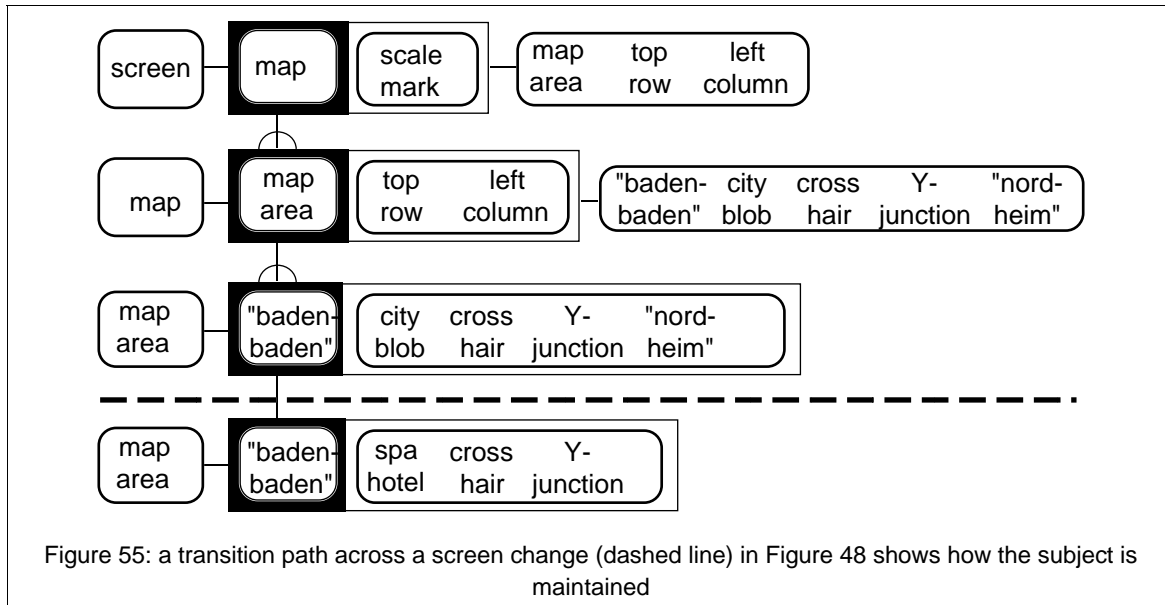 screen map scale map top left
mark area row column
map map top left "baden- city cross Y- "nord-
area row column baden" blob hair junction heim"
map "baden- city cross Y- "nord-
area baden" blob hair junction heim"
map "baden- spa cross Y-
area baden" hotel hair junction
Figure 55: a transition path across a screen change (dashed line) in Figure 48 shows how the subject is
maintained